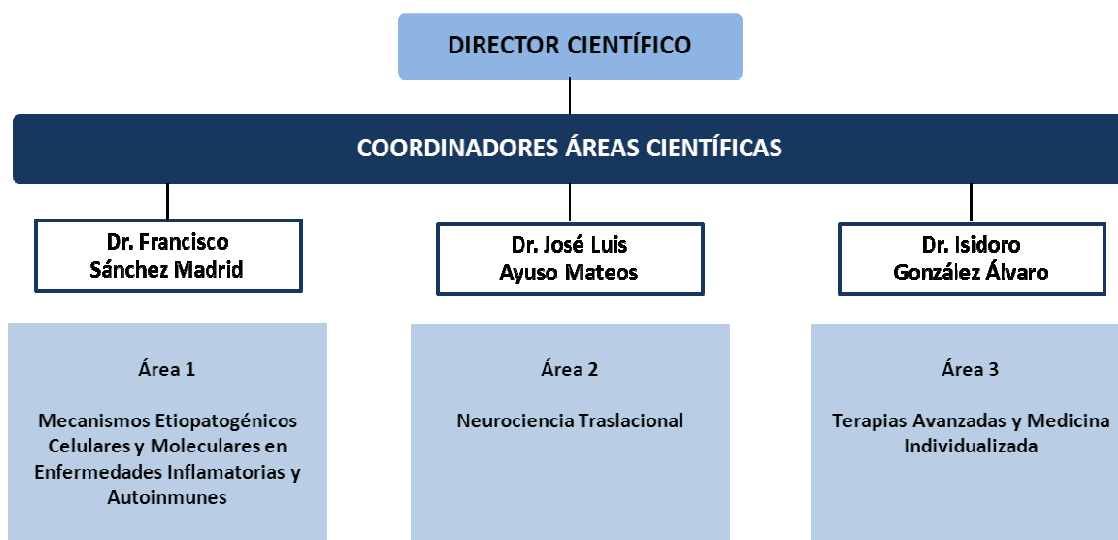 DIRECTOR CIENTÍFICO
COORDINADORES ÁREAS CIENTÍFICAS
Dr. Francisco
Sánchez Madrid
Dr. José Luis
Ayuso Mateos
Dr. Isidoro
González Álvaro
Área 1
Mecanismos Etiopatogénicos
Celulares y Moleculares en
Enfermedades Inflamatorias y
Autoinmunes
Área 2
Neurociencia Traslacional
Área 3
Terapias Avanzadas y Medicina
Individualizada